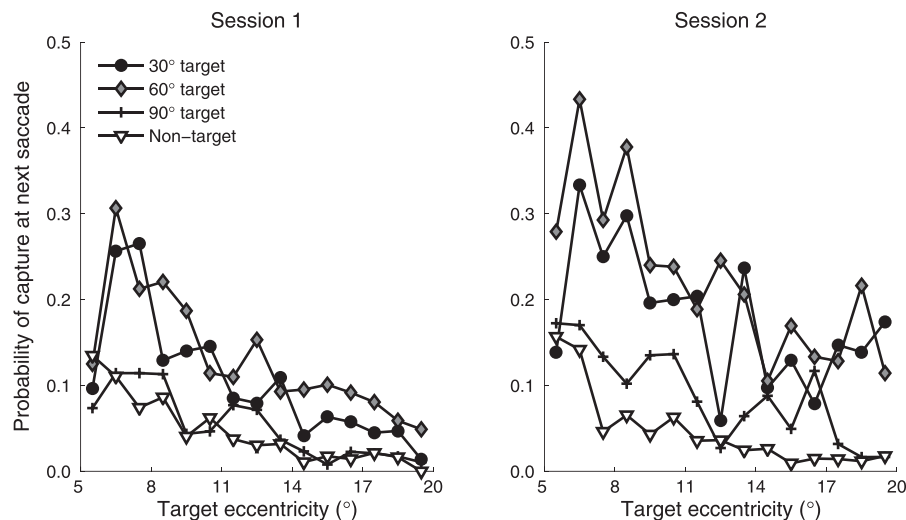 Session 1
Session 2
Probability of capture at next saccade
0.5
0.4
0.3
0.2
0.1
0.0
30° target
60° target
90° target
Non−target
5 8 11 14 17 20
Target eccentricity (°)
0.5
0.4
0.3
0.2
0.1
0.0
5 8 11 14 17 20
Target eccentricity (°)